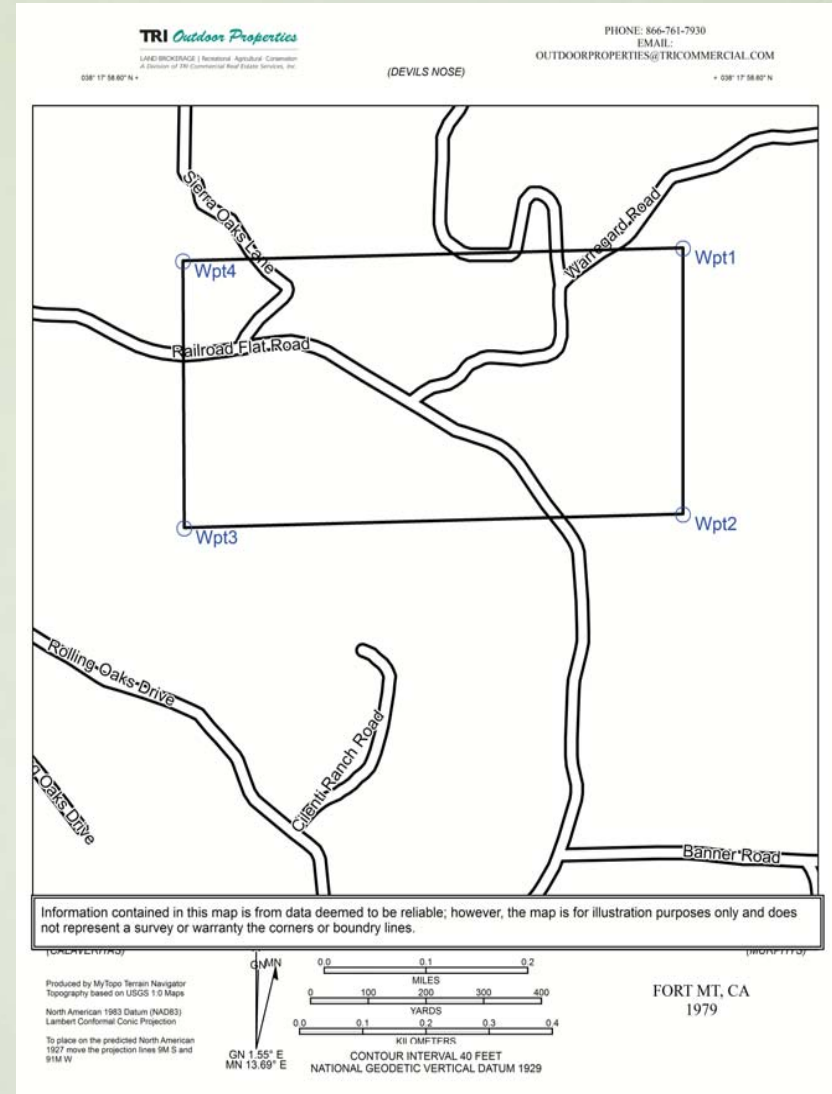 TRI Outdoor Properties
LAND BROKERAGE | Recreational Agricultural Conservation
A Division of TRI Commercial Real Estate Services, Inc.
PHONE: 866-761-7930
EMAIL:
OUTDOORPROPERTIES@TRICOMMERCIAL.COM
038° 17' 58.80" N +
(DEVILS NOSE)
+ 038° 17' 58.80" N
Sierra Oaks Lane
Warregard Road
Wpt4
Wpt1
Railroad Flat Road
Wpt3
Wpt2
Rolling Oaks Drive
Cilenti Ranch Road
g Oaks Drive
Banner Road
Information contained in this map is from data deemed to be reliable; however, the map is for illustration purposes only and does
not represent a survey or warranty the corners or boundry lines.
(CALAVERITAS)
(MURPHYS)
GN MN
0.0 0.1 0.2
MILES
0 100 200 300 400
YARDS
0.0 0.1 0.2 0.3 0.4
KILOMETERS
Produced by MyTopo Terrain Navigator
Topography based on USGS 1:0 Maps
North American 1983 Datum (NAD83)
Lambert Conformal Conic Projection
To place on the predicted North American
1927 move the projection lines 9M S and
91M W
GN 1.55° E
MN 13.69° E
CONTOUR INTERVAL 40 FEET
NATIONAL GEODETIC VERTICAL DATUM 1929
FORT MT, CA
1979